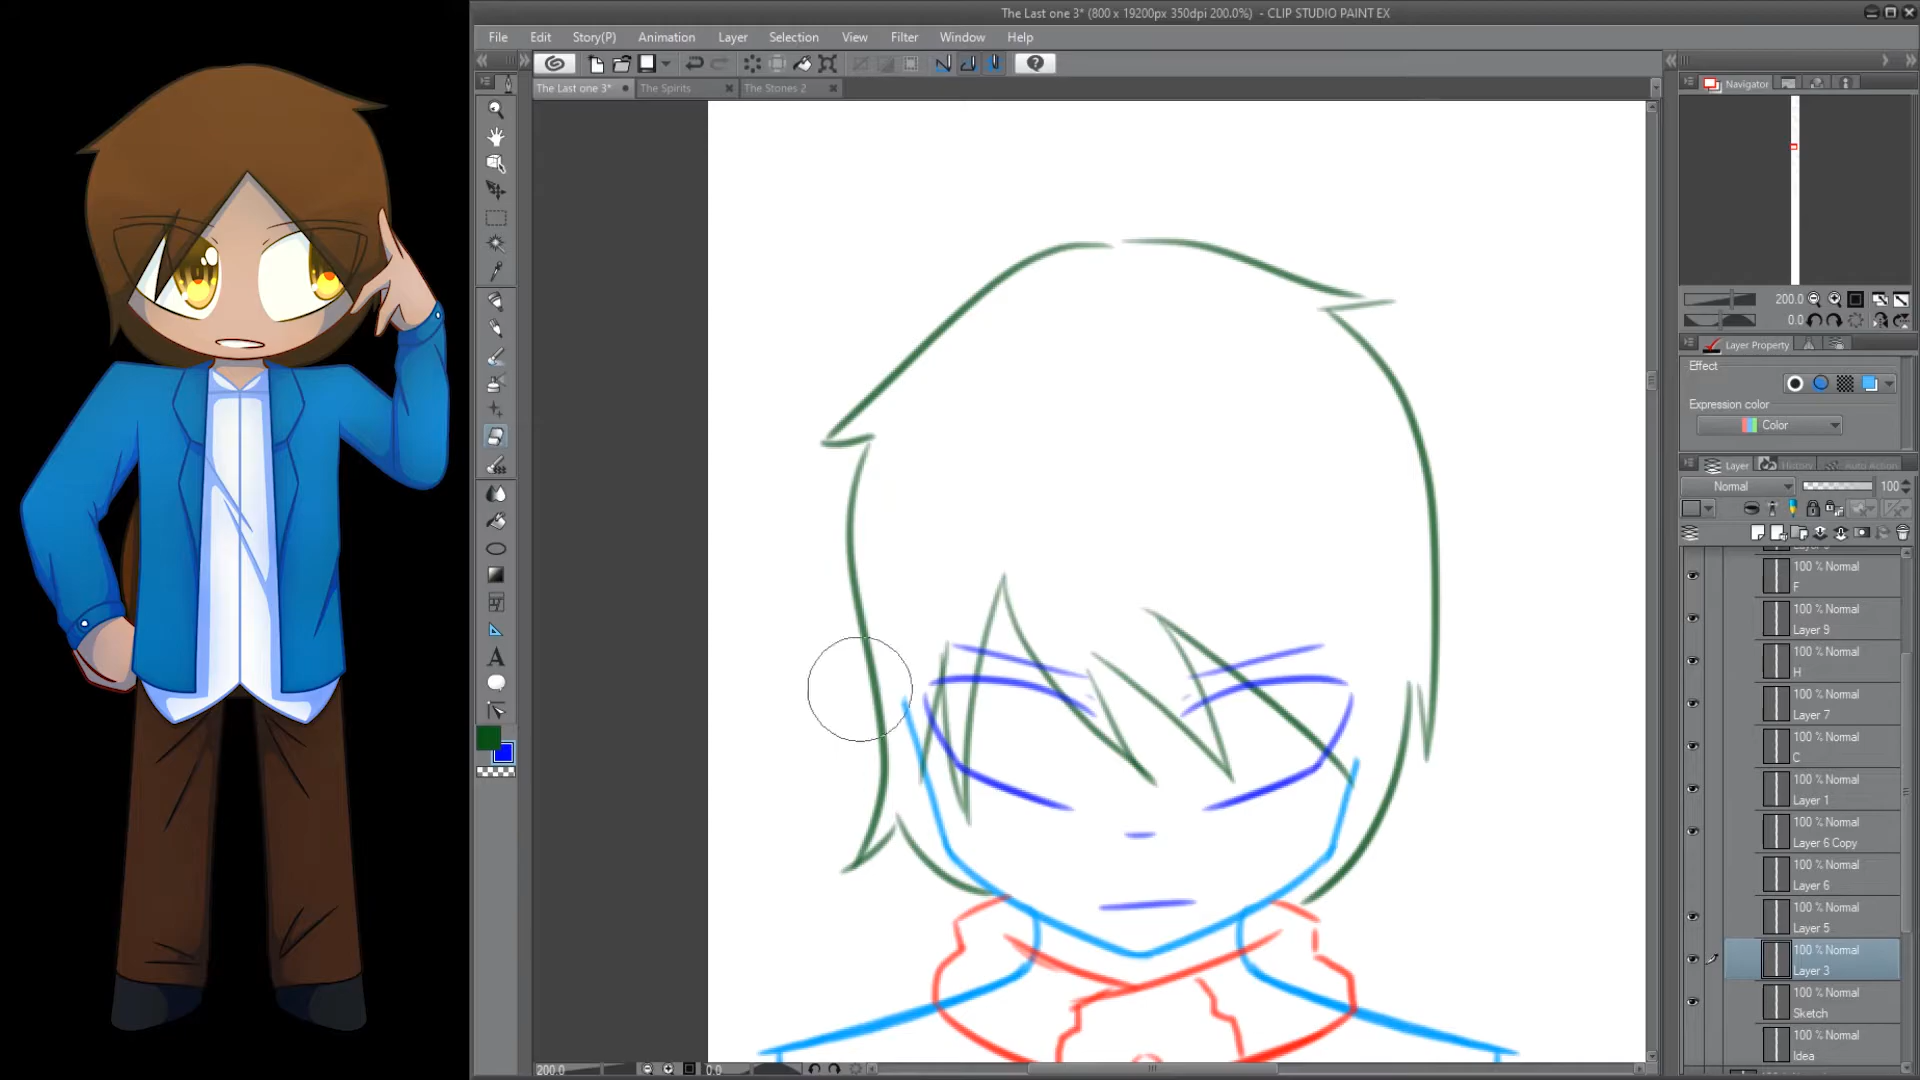 The Last one 3* (800 x 19200px 350dpi 200.0%) - CLIP STUDIO PAINT EX
File Edit Story(P) Animation Layer Selection View Filter Window Help
The Last one 3* The Spirits The Stones 2
Navigator
200.0
0.0
Layer Property
Effect
Expression color
Color
Layer History Auto Action
Normal 100
100 % Normal
F
100 % Normal
Layer 9
100 % Normal
H
100 % Normal
Layer 7
100 % Normal
C
100 % Normal
Layer 1
100 % Normal
Layer 6 Copy
100 % Normal
Layer 6
100 % Normal
Layer 5
100 % Normal
Layer 3
100 % Normal
Sketch
100 % Normal
Idea
200.0 0.0